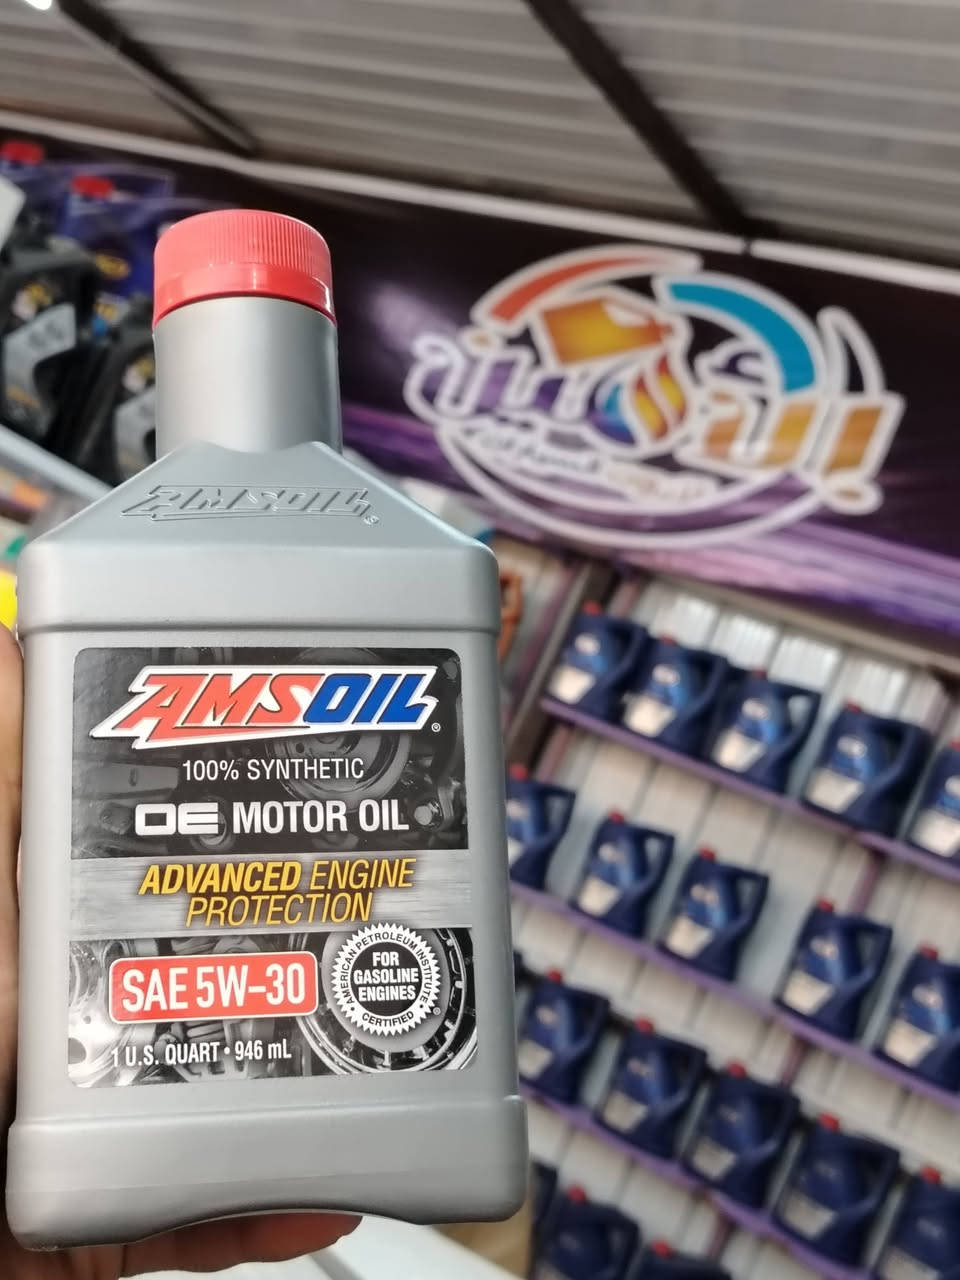 AMSOIL
AMSOIL
100% SYNTHETIC
OE MOTOR OIL
ADVANCED ENGINE
PROTECTION
SAE 5W-30
AMERICAN PETROLEUM INSTITUTE
FOR
GASOLINE
ENGINES
CERTIFIED
1 U.S. QUART • 946 mL